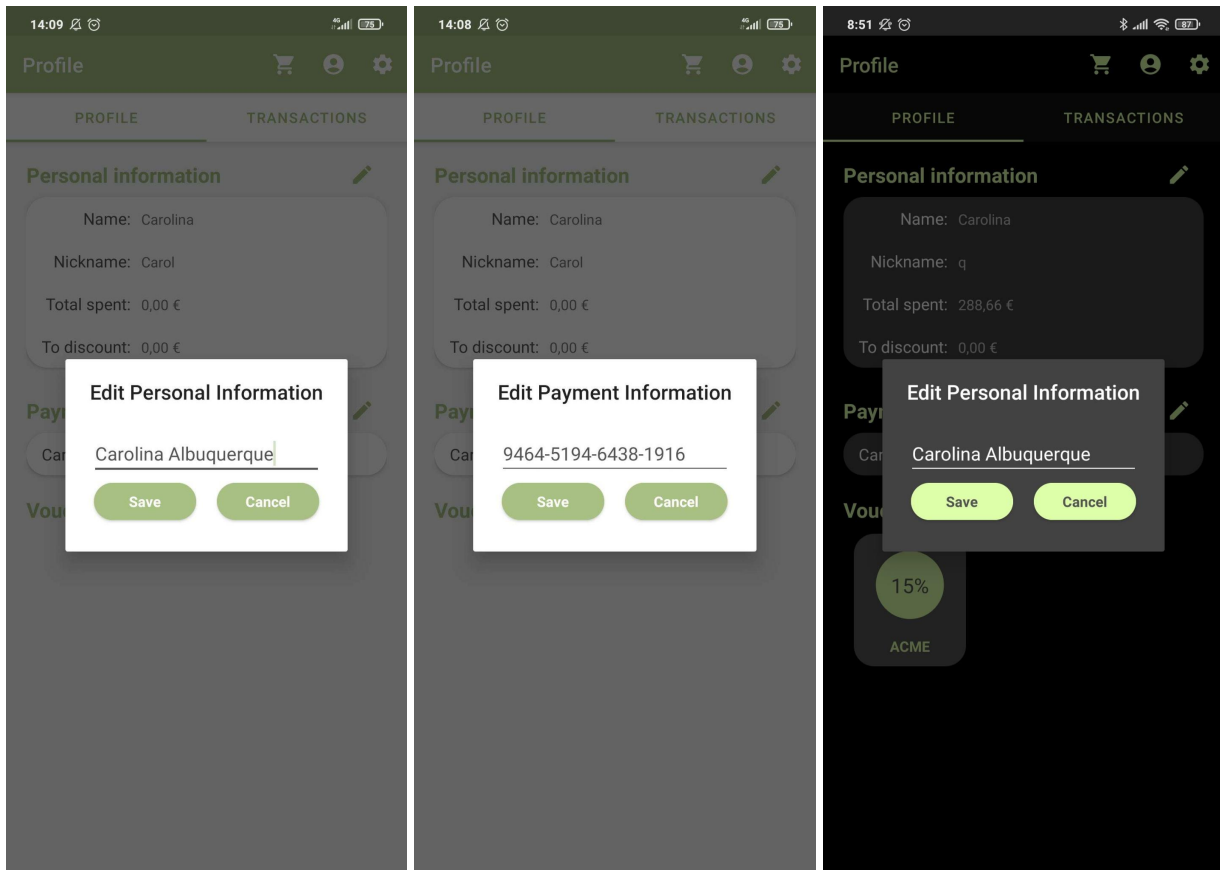 14:09
4G
75
Profile
PROFILE TRANSACTIONS
Personal information
Name: Carolina
Nickname: Carol
Total spent: 0,00 €
To discount: 0,00 €
Edit Personal Information
Carolina Albuquerque
Save Cancel
14:08
4G
75
Profile
PROFILE TRANSACTIONS
Personal information
Name: Carolina
Nickname: Carol
Total spent: 0,00 €
To discount: 0,00 €
Edit Payment Information
9464-5194-6438-1916
Save Cancel
8:51
87
Profile
PROFILE TRANSACTIONS
Personal information
Name: Carolina
Nickname: q
Total spent: 288,66 €
To discount: 0,00 €
Edit Personal Information
Carolina Albuquerque
Save Cancel
15%
ACME